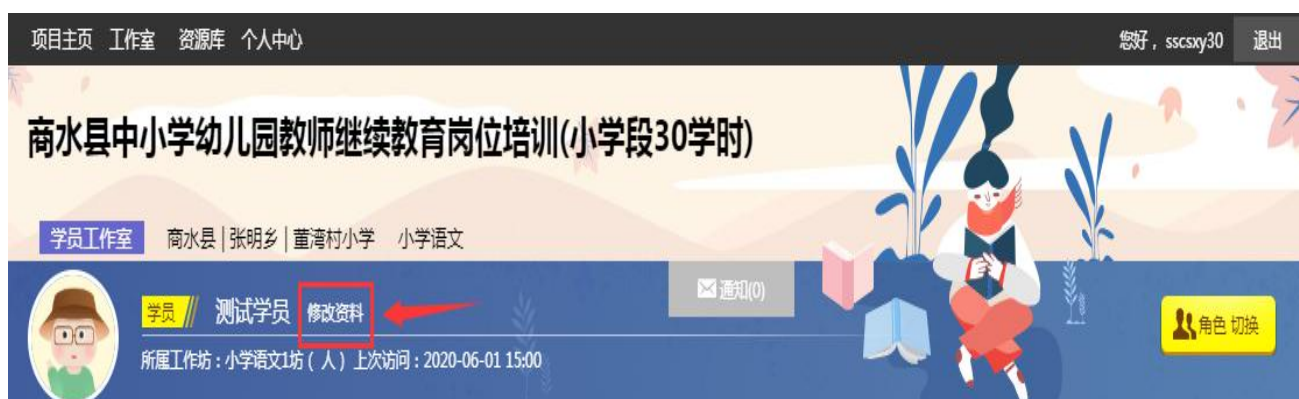 项目主页 工作室 资源库 个人中心 您好，sscsxy30 退出
商水县中小学幼儿园教师继续教育岗位培训(小学段30学时)
学员工作室 商水县|张明乡|董湾村小学 小学语文
通知(0)
学员 测试学员 修改资料
角色 切换
所属工作坊：小学语文1坊（ 人）上次访问：2020-06-01 15:00